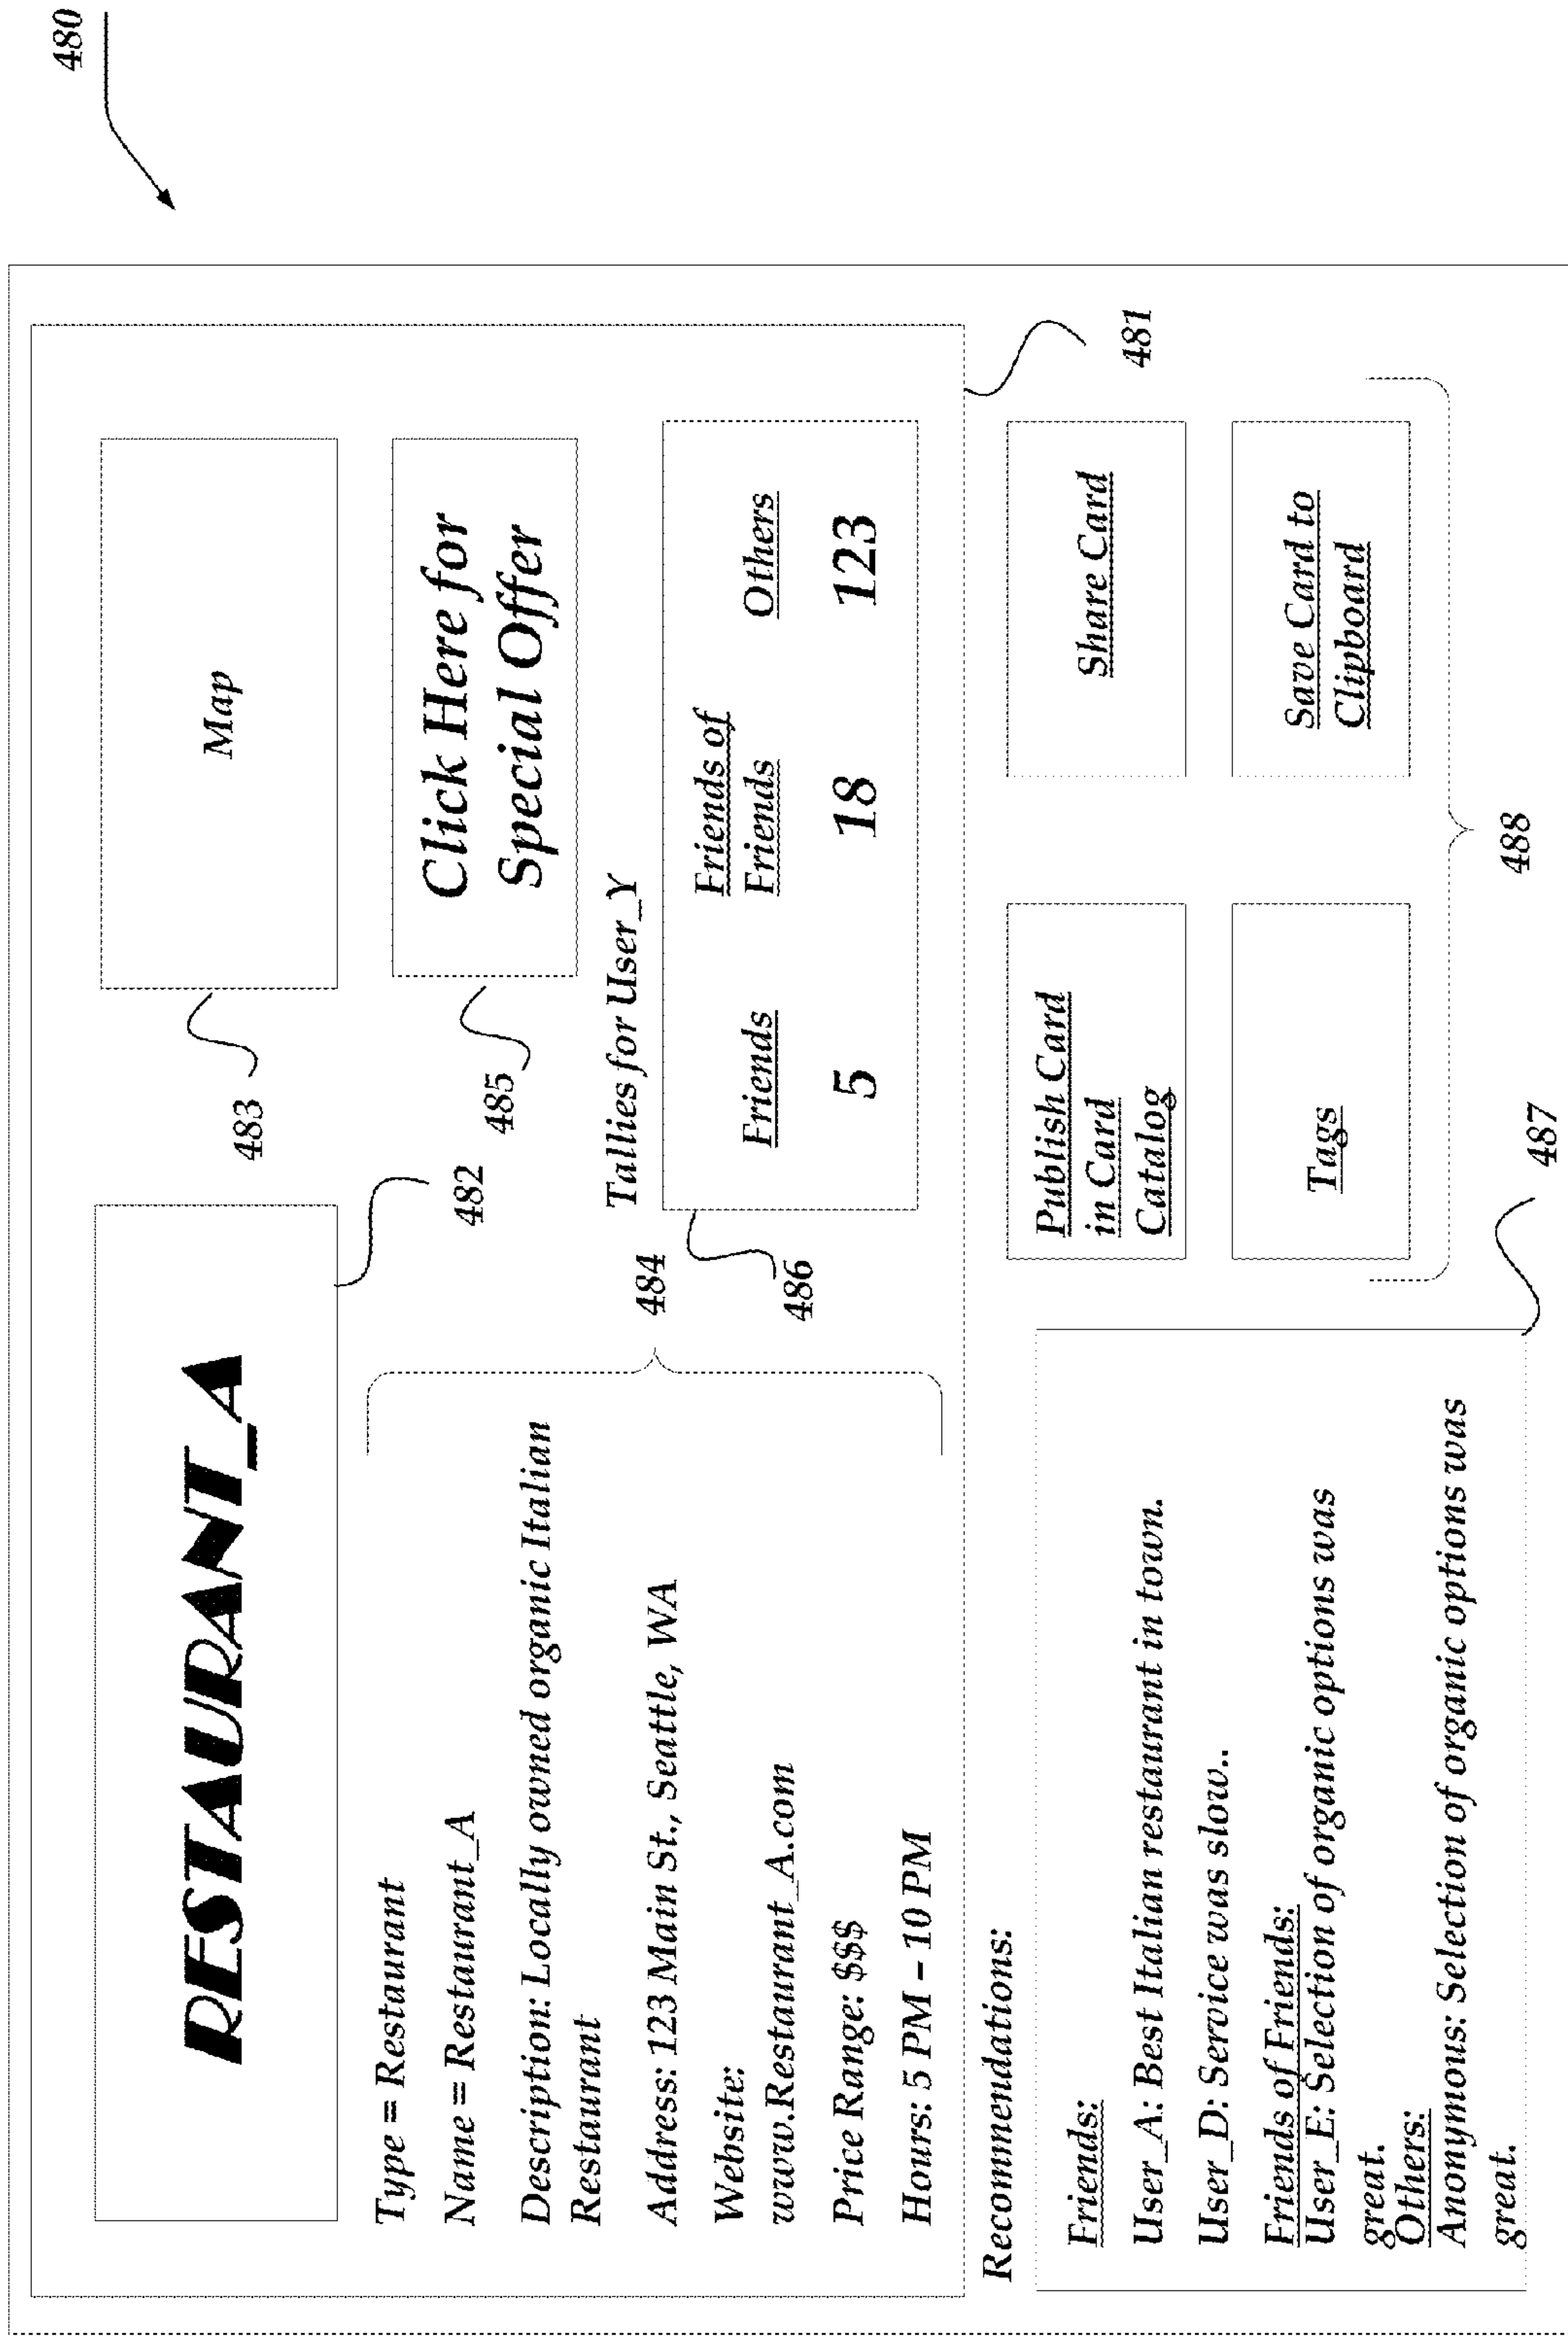 480
RESTAURANT_A
482
Map
483
Type = Restaurant
Name = Restaurant_A
Description: Locally owned organic Italian
Restaurant
Address: 123 Main St., Seattle, WA
Website:
www.Restaurant_A.com
Price Range: $$$
Hours: 5 PM – 10 PM
484
Click Here for
Special Offer
485
Tallies for User_Y
Friends
Friends of
Friends
Others
5
18
123
486
481
Recommendations:
Friends:
User_A: Best Italian restaurant in town.
User_D: Service was slow..
Friends of Friends:
User_E: Selection of organic options was
great.
Others:
Anonymous: Selection of organic options was
great.
487
Publish Card
in Card
Catalog
Share Card
Tags
Save Card to
Clipboard
488